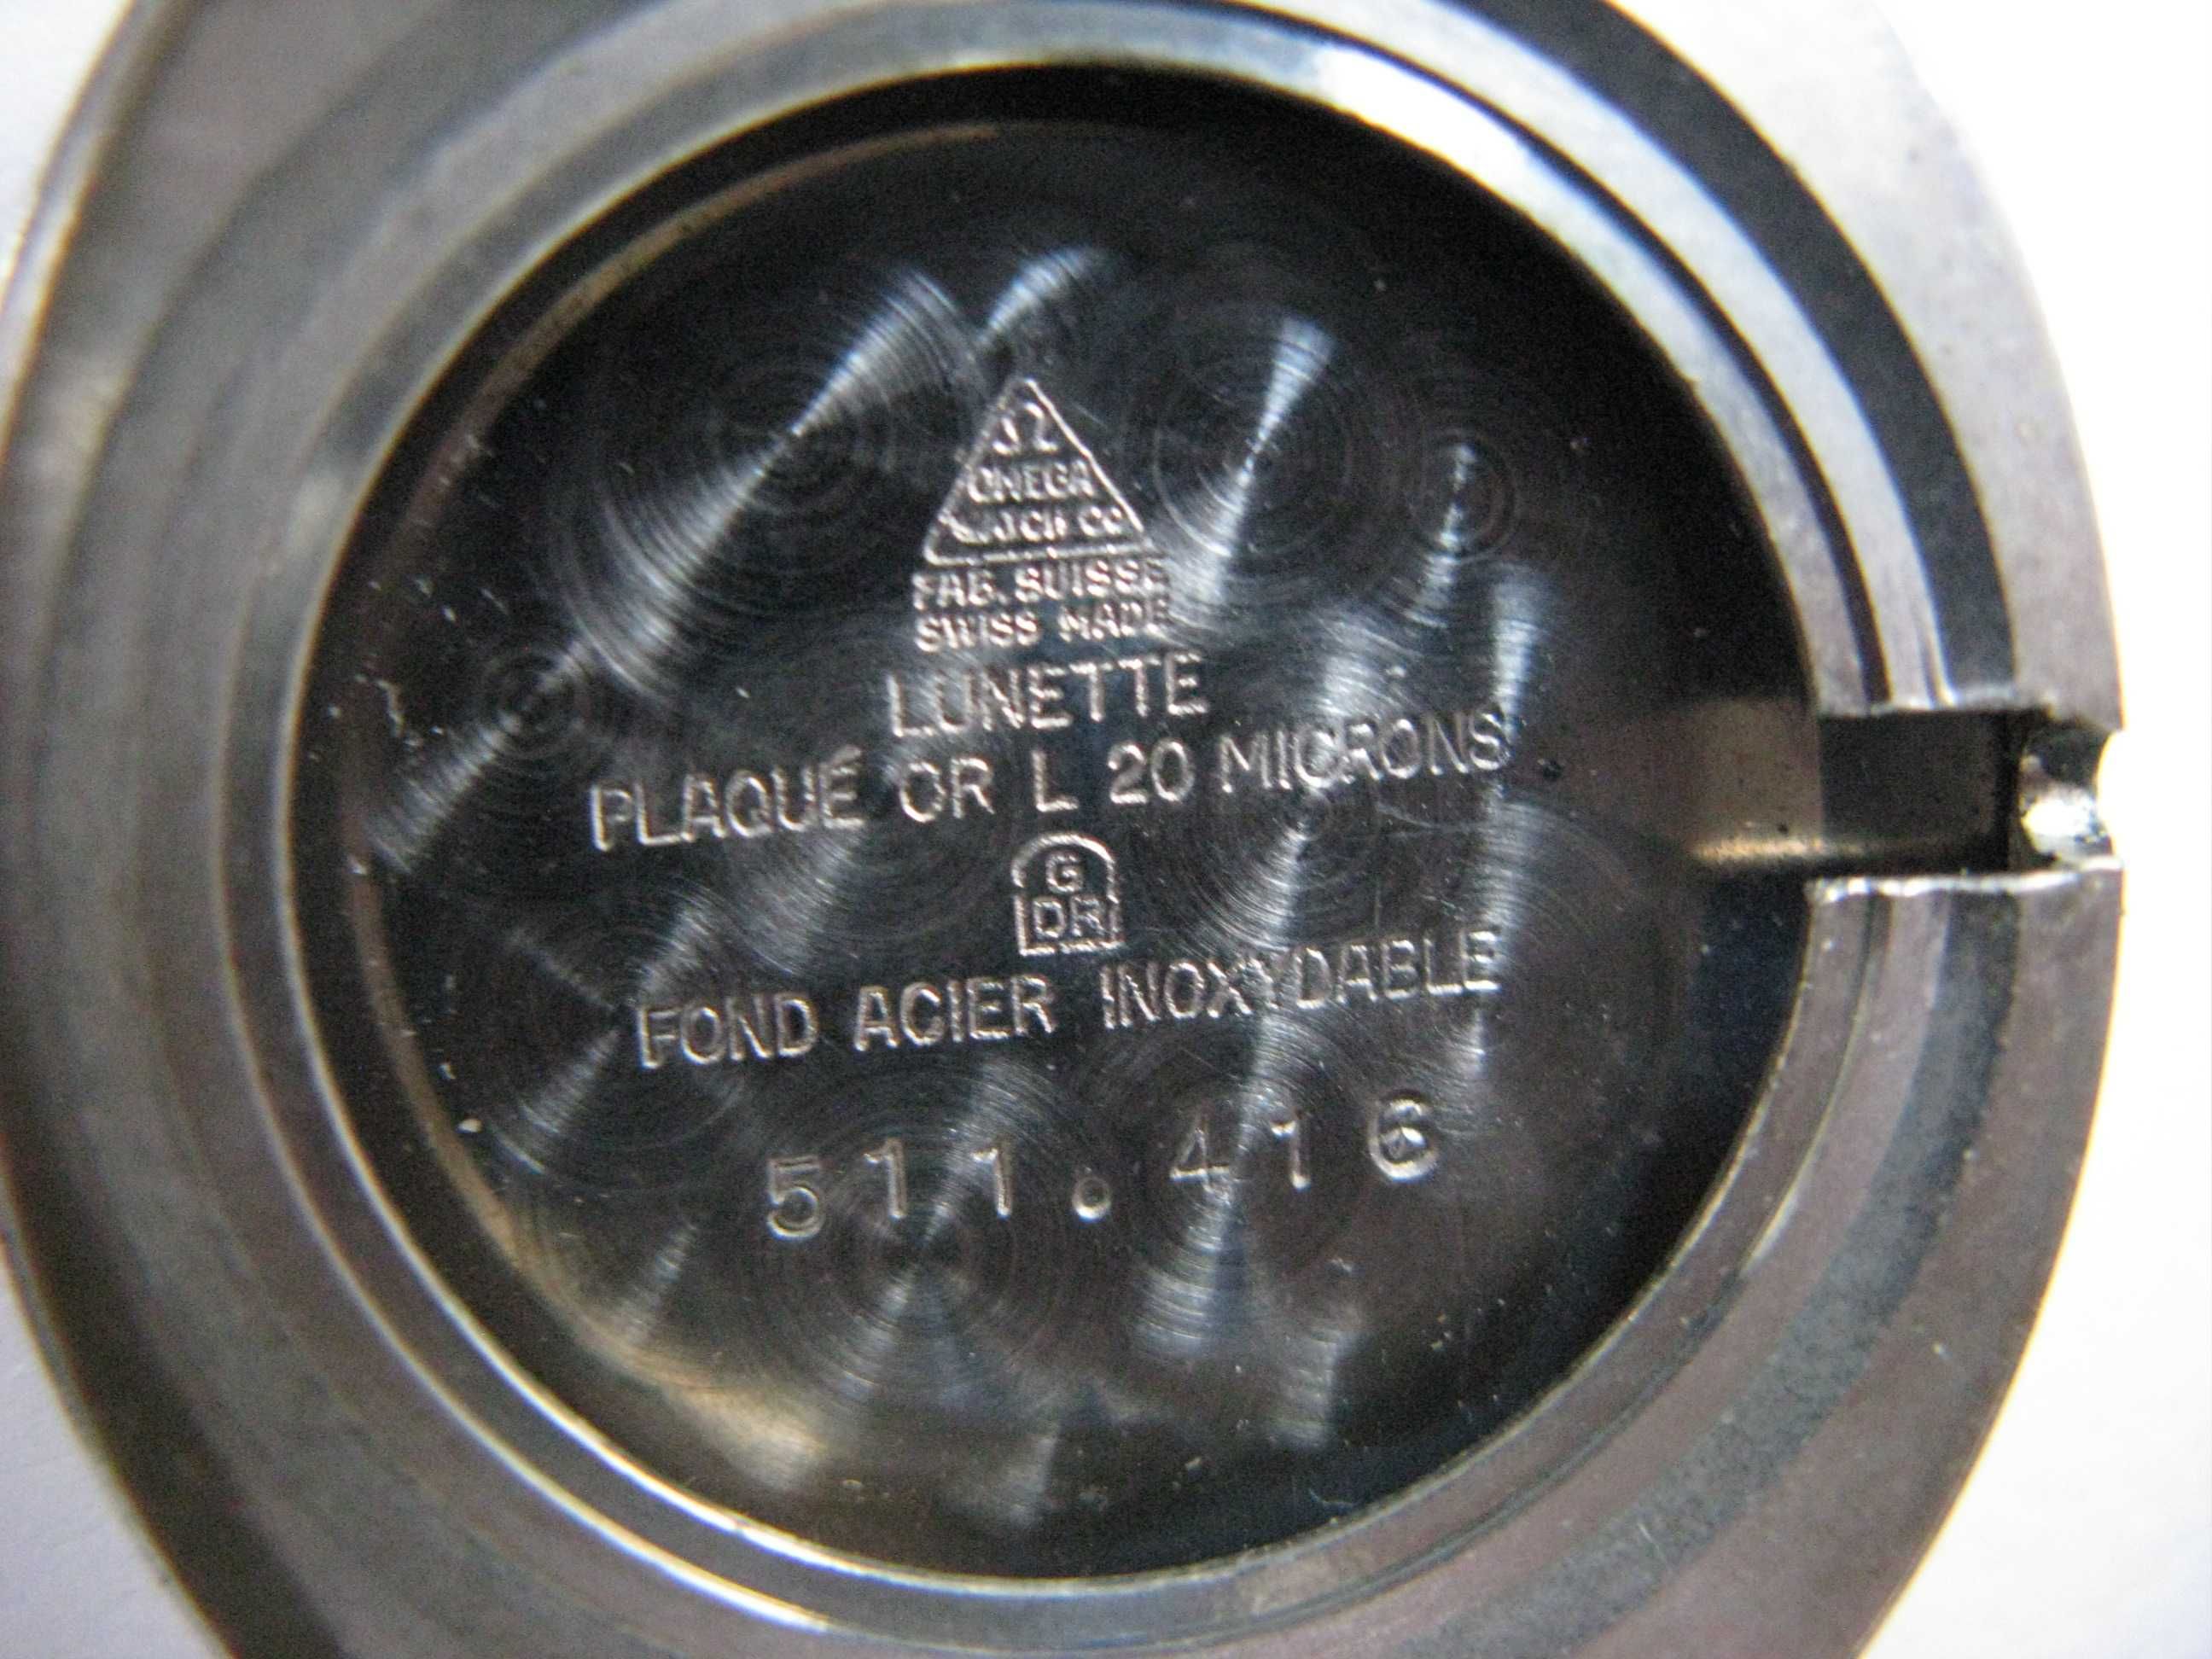 Ω
OMEGA
WATCH CO
FAB. SUISSE
SWISS MADE
LUNETTE
PLAQUÉ OR L 20 MICRONS
G
DR
FOND ACIER INOXYDABLE
511.416